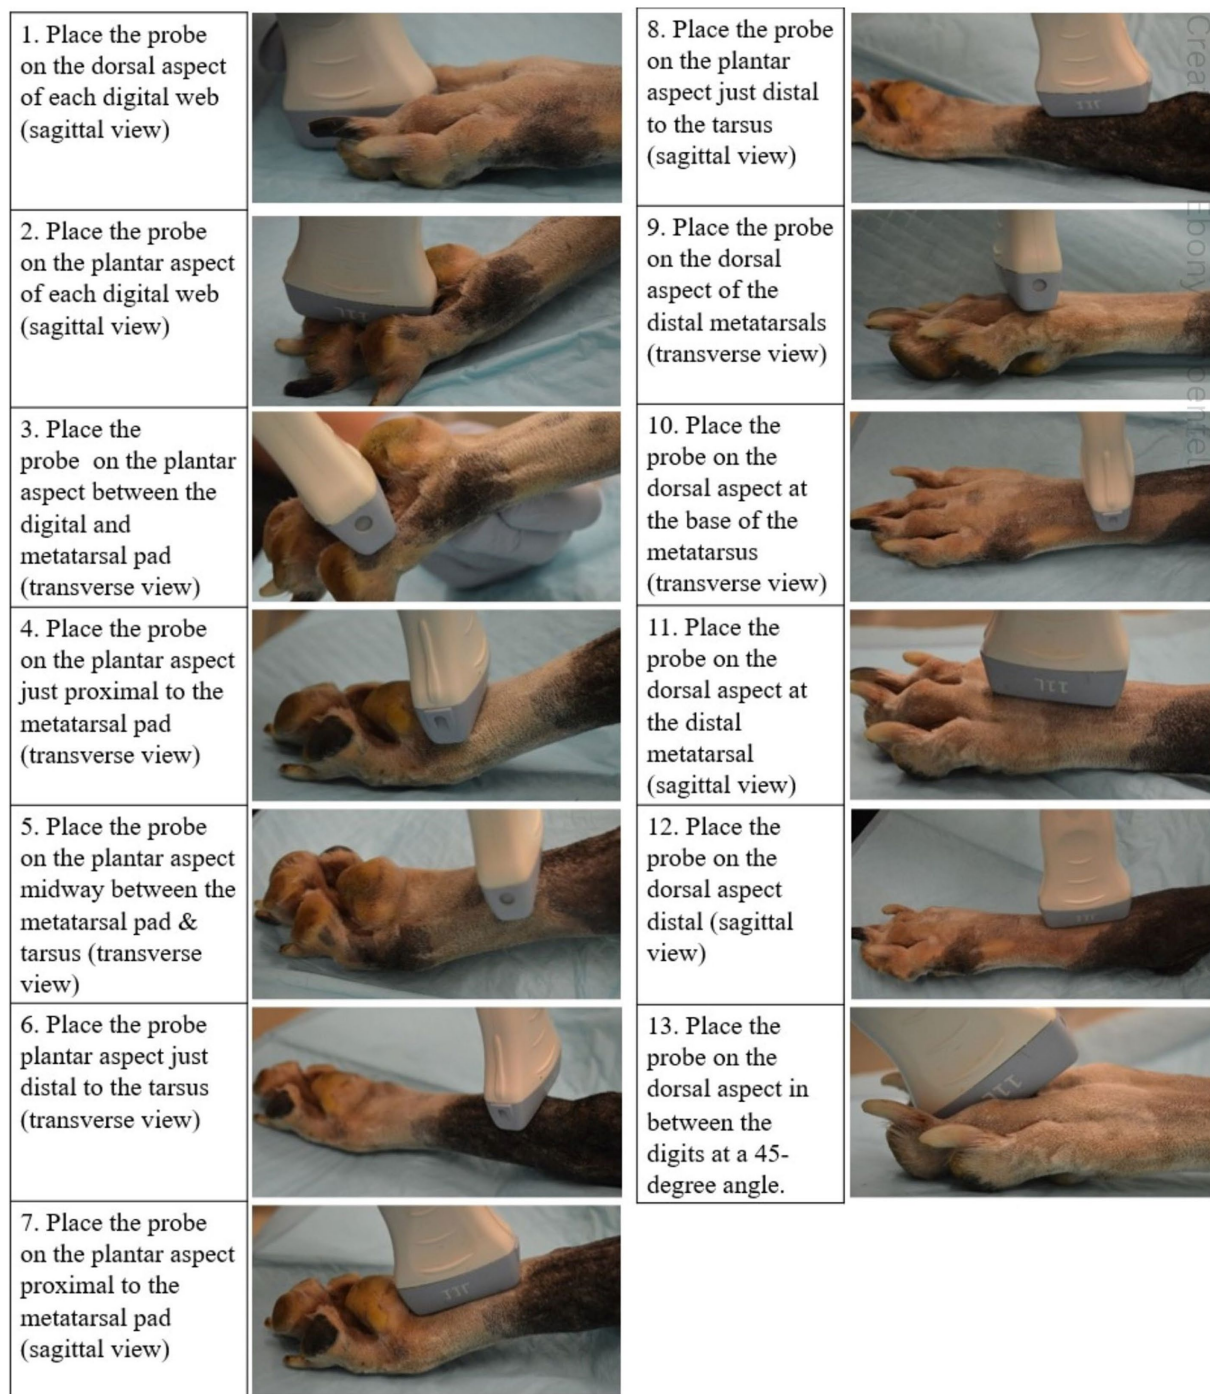 1. Place the probe
on the dorsal aspect
of each digital web
(sagittal view)
2. Place the probe
on the plantar aspect
of each digital web
(sagittal view)
3. Place the
probe on the plantar
aspect between the
digital and
metatarsal pad
(transverse view)
4. Place the probe
on the plantar aspect
just proximal to the
metatarsal pad
(transverse view)
5. Place the probe
on the plantar aspect
midway between the
metatarsal pad &
tarsus (transverse
view)
6. Place the probe
plantar aspect just
distal to the tarsus
(transverse view)
7. Place the probe
on the plantar aspect
proximal to the
metatarsal pad
(sagittal view)
8. Place the probe
on the plantar
aspect just distal
to the tarsus
(sagittal view)
9. Place the probe
on the dorsal
aspect of the
distal metatarsals
(transverse view)
10. Place the
probe on the
dorsal aspect at
the base of the
metatarsus
(transverse view)
11. Place the
probe on the
dorsal aspect at
the distal
metatarsal
(sagittal view)
12. Place the
probe on the
dorsal aspect
distal (sagittal
view)
13. Place the
probe on the
dorsal aspect in
between the
digits at a 45-
degree angle.
11L
11L
11L
11L